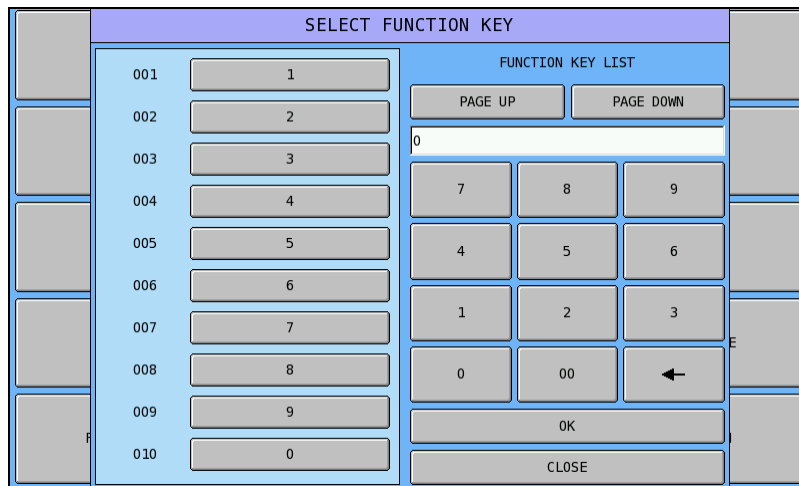 SELECT FUNCTION KEY
001 1
002 2
003 3
004 4
005 5
006 6
007 7
008 8
009 9
010 0
FUNCTION KEY LIST
PAGE UP PAGE DOWN
0
7 8 9
4 5 6
1 2 3
0 00
OK
CLOSE
E
F